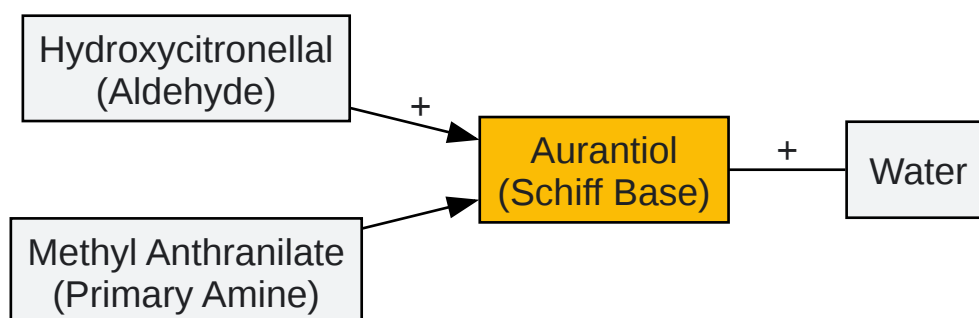 Hydroxycitronellal
(Aldehyde)
+
Methyl Anthranilate
(Primary Amine)
Aurantiol
(Schiff Base)
+
Water